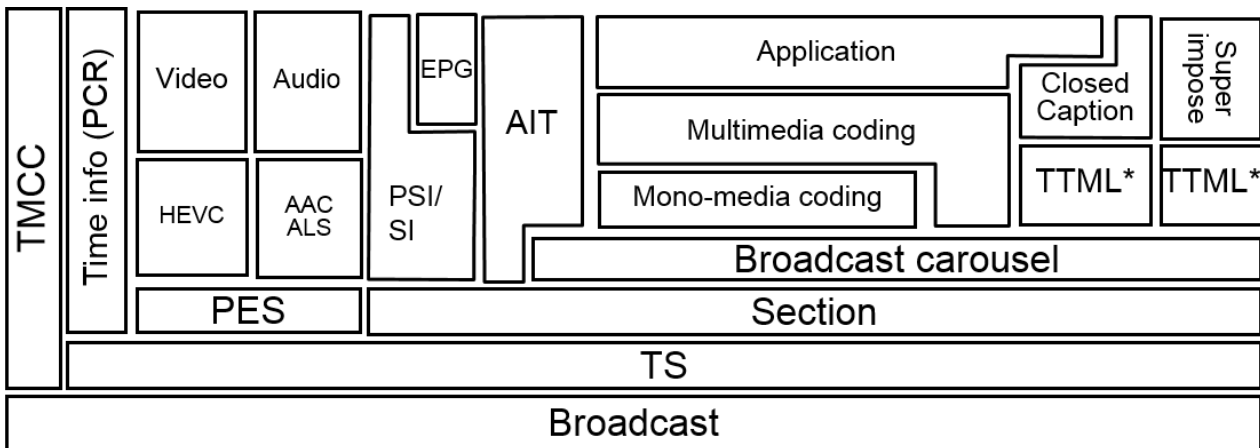 TMCC
Time info (PCR)
Video
Audio
EPG
AIT
Application
Closed
Caption
Super
impose
Multimedia coding
HEVC
AAC
ALS
PSI/
SI
Mono-media coding
TTML*
TTML*
Broadcast carousel
PES
Section
TS
Broadcast